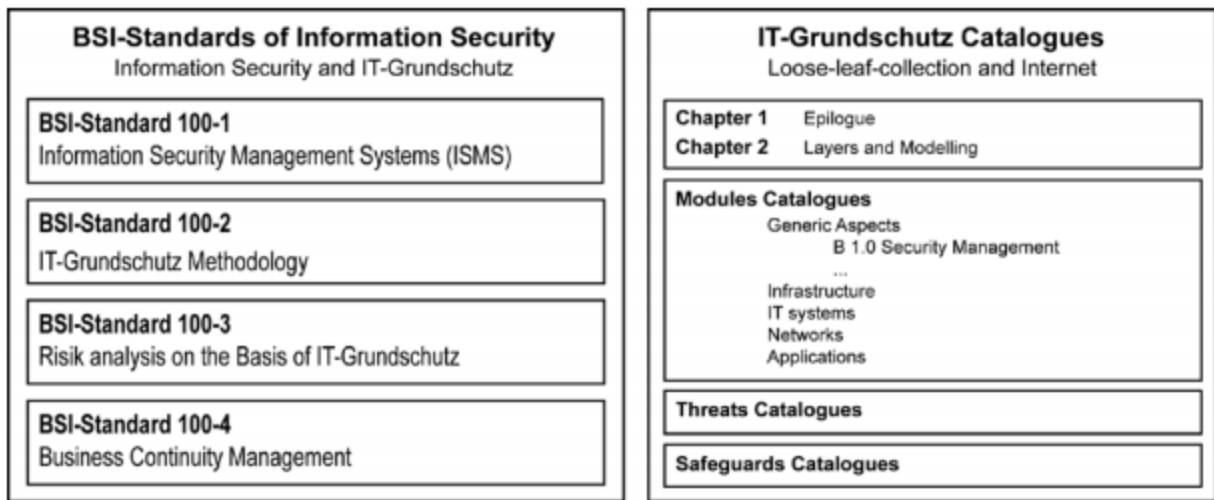 BSI-Standards of Information Security
Information Security and IT-Grundschutz
BSI-Standard 100-1
Information Security Management Systems (ISMS)
BSI-Standard 100-2
IT-Grundschutz Methodology
BSI-Standard 100-3
Risik analysis on the Basis of IT-Grundschutz
BSI-Standard 100-4
Business Continuity Management
IT-Grundschutz Catalogues
Loose-leaf-collection and Internet
Chapter 1 Epilogue
Chapter 2 Layers and Modelling
Modules Catalogues
Generic Aspects
B 1.0 Security Management
...
Infrastructure
IT systems
Networks
Applications
Threats Catalogues
Safeguards Catalogues